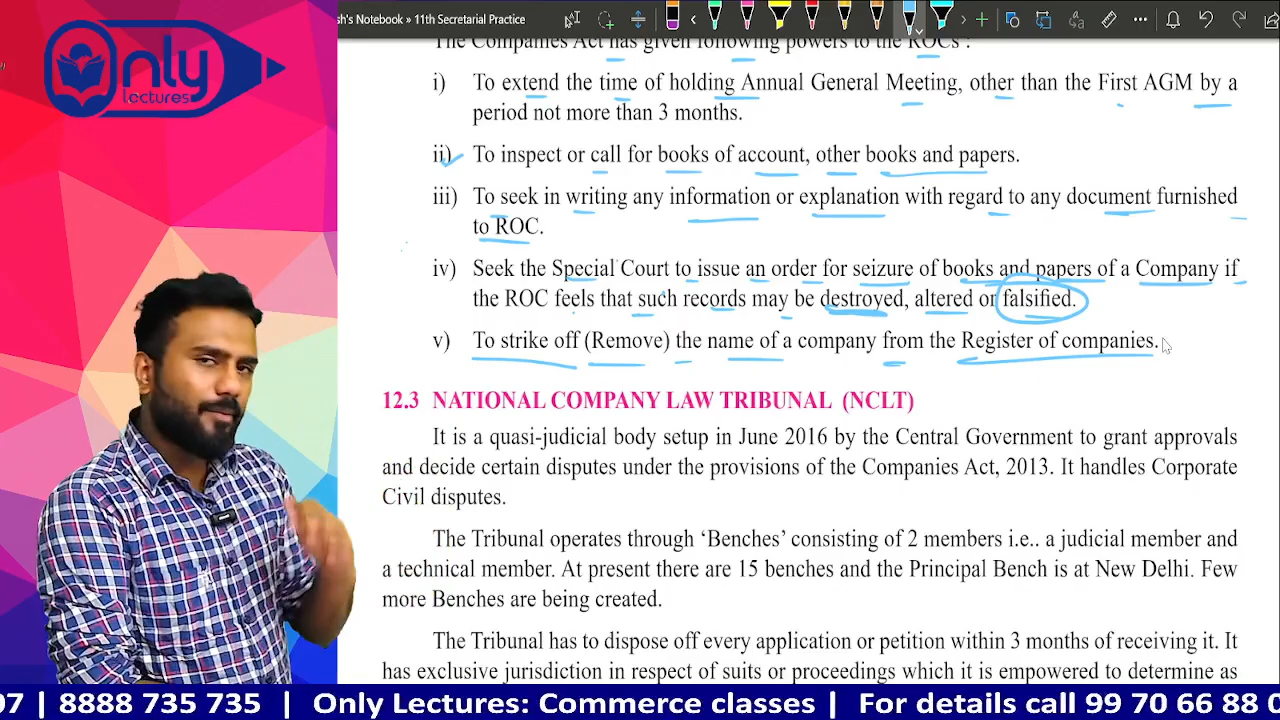 Only
lectures
sh's Notebook » 11th Secretarial Practice
The Companies Act has given following powers to the ROCs :
i) To extend the time of holding Annual General Meeting, other than the First AGM by a
period not more than 3 months.
ii) To inspect or call for books of account, other books and papers.
iii) To seek in writing any information or explanation with regard to any document furnished
to ROC.
iv) Seek the Special Court to issue an order for seizure of books and papers of a Company if
the ROC feels that such records may be destroyed, altered or falsified.
v) To strike off (Remove) the name of a company from the Register of companies.
12.3 NATIONAL COMPANY LAW TRIBUNAL (NCLT)
It is a quasi-judicial body setup in June 2016 by the Central Government to grant approvals
and decide certain disputes under the provisions of the Companies Act, 2013. It handles Corporate
Civil disputes.
The Tribunal operates through ‘Benches’ consisting of 2 members i.e.. a judicial member and
a technical member. At present there are 15 benches and the Principal Bench is at New Delhi. Few
more Benches are being created.
The Tribunal has to dispose off every application or petition within 3 months of receiving it. It
has exclusive jurisdiction in respect of suits or proceedings which it is empowered to determine as
97 | 8888 735 735 | Only Lectures: Commerce classes | For details call 99 70 66 88 0